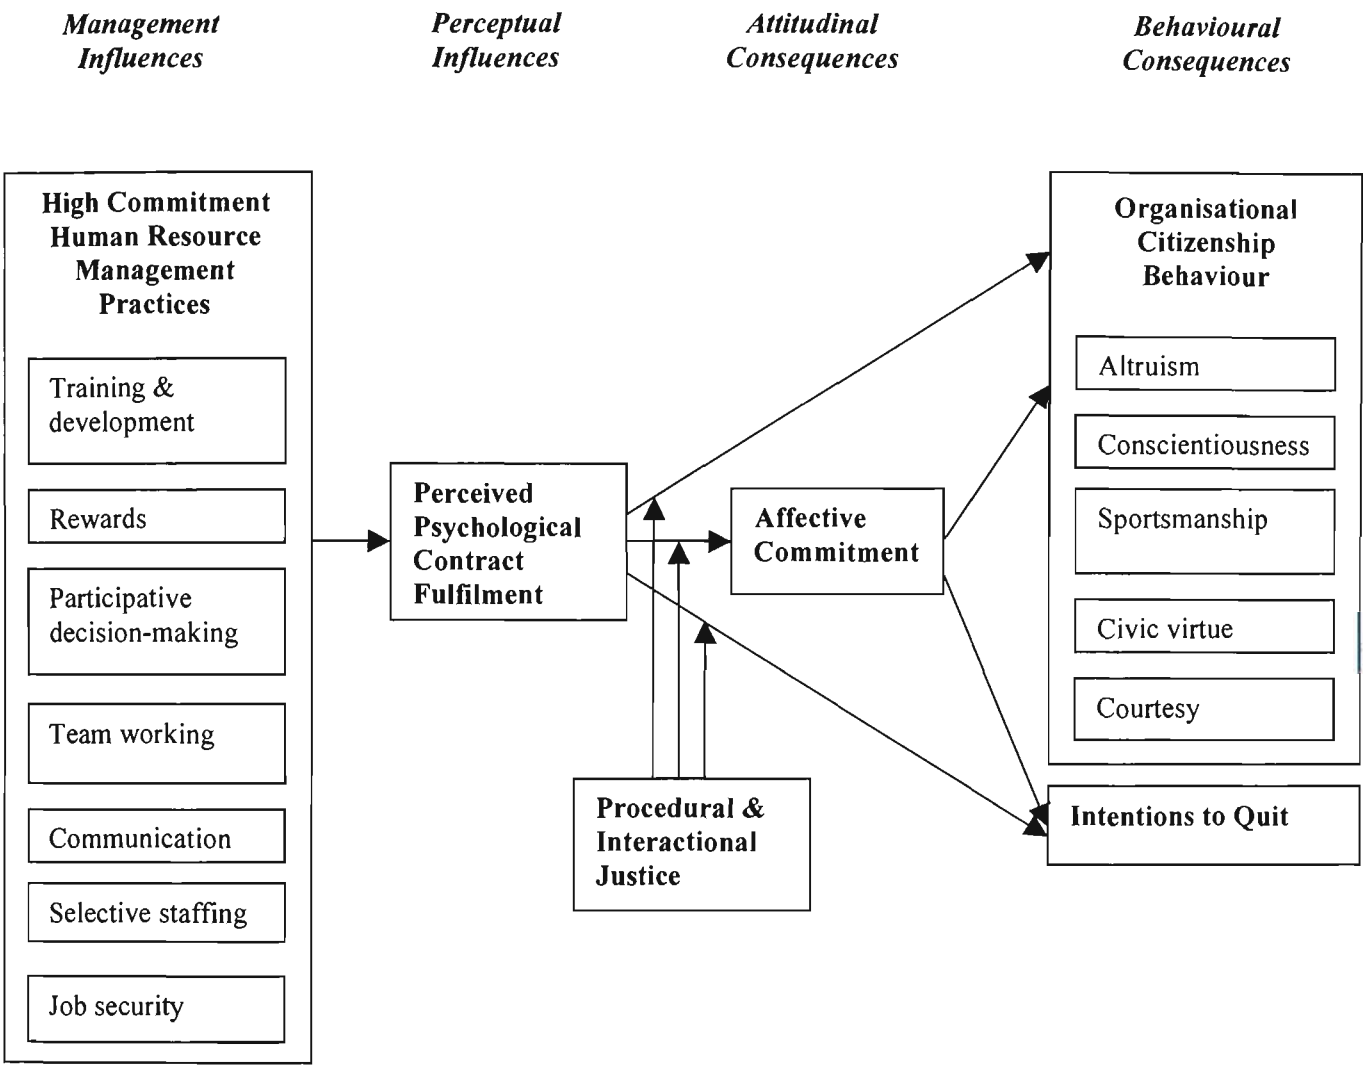 Management
Influences
Perceptual
Influences
Attitudinal
Consequences
Behavioural
Consequences
High Commitment
Human Resource
Management
Practices
Training &
development
Rewards
Participative
decision-making
Team working
Communication
Selective staffing
Job security
Perceived
Psychological
Contract
Fulfilment
Procedural &
Interactional
Justice
Affective
Commitment
Organisational
Citizenship
Behaviour
Altruism
Conscientiousness
Sportsmanship
Civic virtue
Courtesy
Intentions to Quit